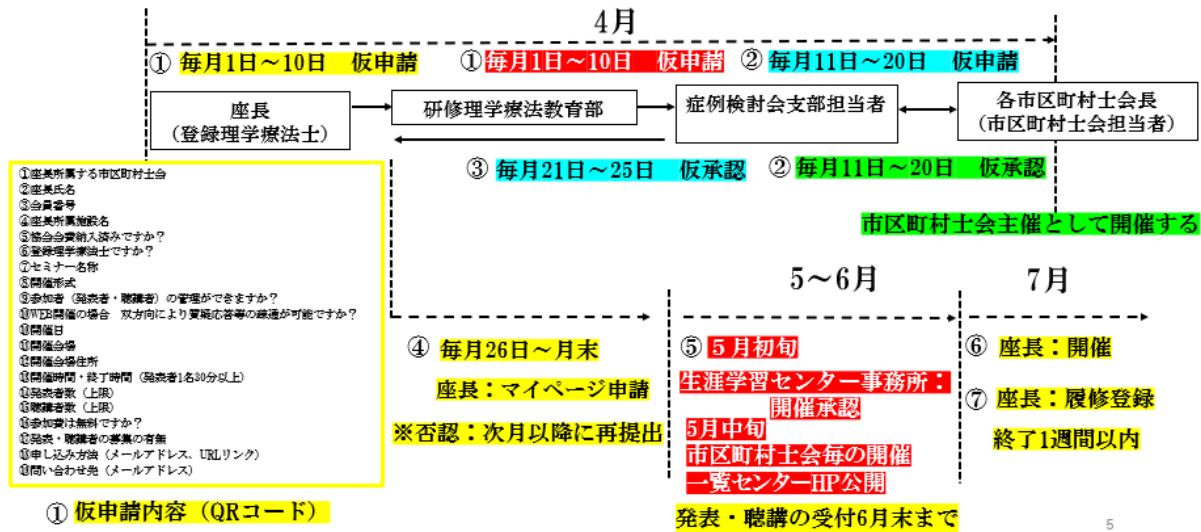 4月
① 毎月1日～10日 仮申請
①毎月1日～10日 仮申請
② 毎月11日～20日 仮申請
座長
(登録理学療法士)
研修理学療法教育部
症例検討会支部担当者
各市区町村士会長
(市区町村士会担当者)
③ 毎月21日～25日 仮承認
② 毎月11日～20日 仮承認
市区町村士会主催として開催する
①座長所属する市区町村士会
②座長氏名
③会員番号
④座長所属施設名
⑤協会会費納入済みですか？
⑥登録理学療法士ですか？
⑦セミナー名称
⑧開催形式
⑨参加者（発表者・聴講者）の管理ができますか？
⑩WEB開催の場合 双方向により質疑応答等の疎通が可能ですか？
開催日
開催会場
開催会場住所
開催時間・終了時間（発表者1名30分以上）
発表者数（上限）
聴講者数（上限）
参加費は無料ですか？
発表・聴講者の募集の有無
申し込み方法（メールアドレス、URLリンク）
問い合わせ先（メールアドレス）
① 仮申請内容（QRコード）
④ 毎月26日～月末
座長：マイページ申請
※否認：次月以降に再提出
5～6月
⑤ 5月初旬
生涯学習センター事務所：
開催承認
5月中旬
市区町村士会毎の開催
一覧センターHP公開
発表・聴講の受付6月末まで
7月
⑥ 座長：開催
⑦ 座長：履修登録
終了1週間以内
5